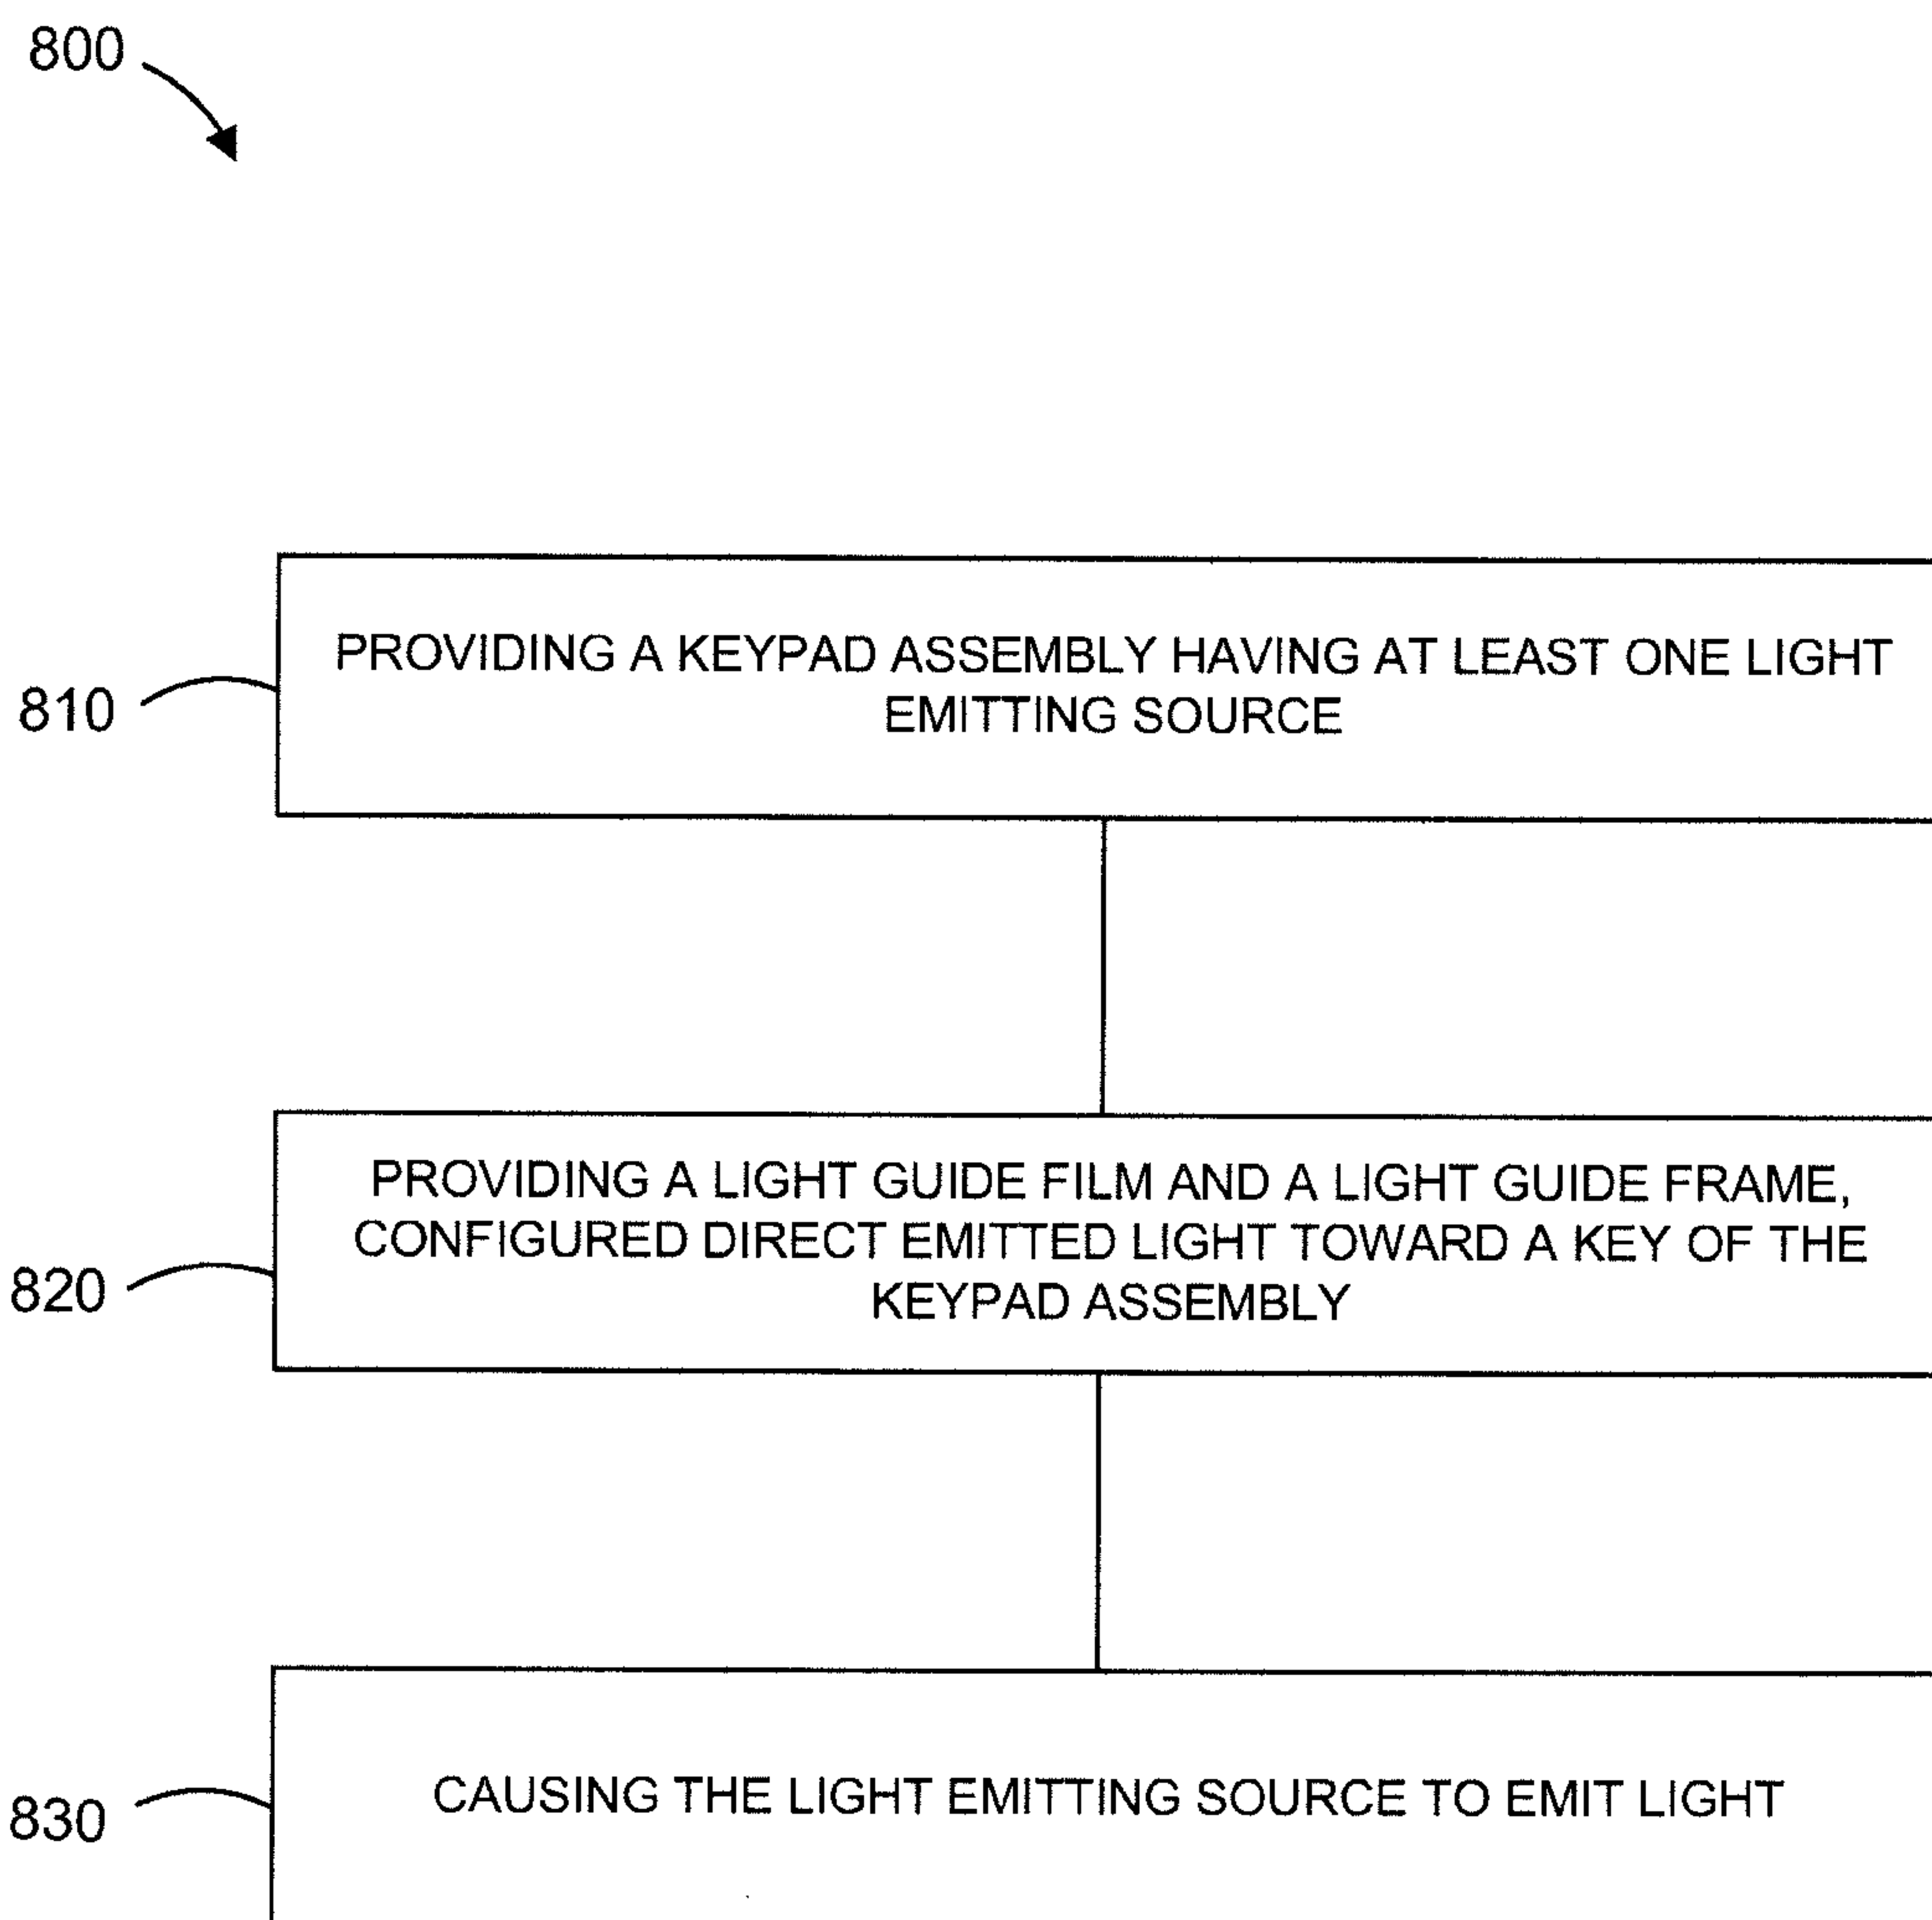 800
PROVIDING A KEYPAD ASSEMBLY HAVING AT LEAST ONE LIGHT
EMITTING SOURCE
810
PROVIDING A LIGHT GUIDE FILM AND A LIGHT GUIDE FRAME,
CONFIGURED DIRECT EMITTED LIGHT TOWARD A KEY OF THE
KEYPAD ASSEMBLY
820
CAUSING THE LIGHT EMITTING SOURCE TO EMIT LIGHT
830